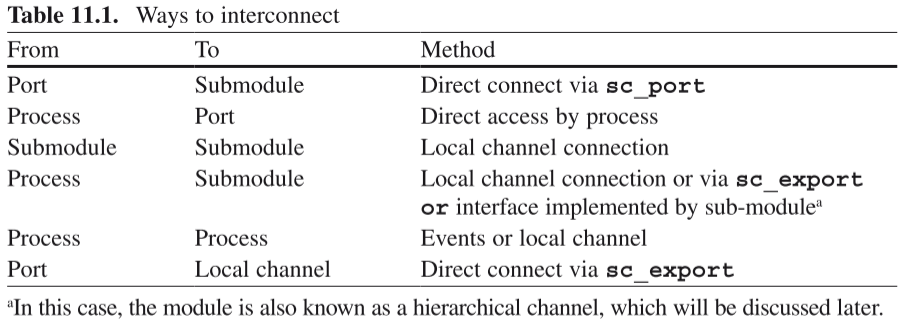 Table 11.1. Ways to interconnect
From To Method
Port Submodule Direct connect via sc_port
Process Port Direct access by process
Submodule Submodule Local channel connection
Process Submodule Local channel connection or via sc_export
or interface implemented by sub-moduleᵃ
Process Process Events or local channel
Port Local channel Direct connect via sc_export
ᵃIn this case, the module is also known as a hierarchical channel, which will be discussed later.